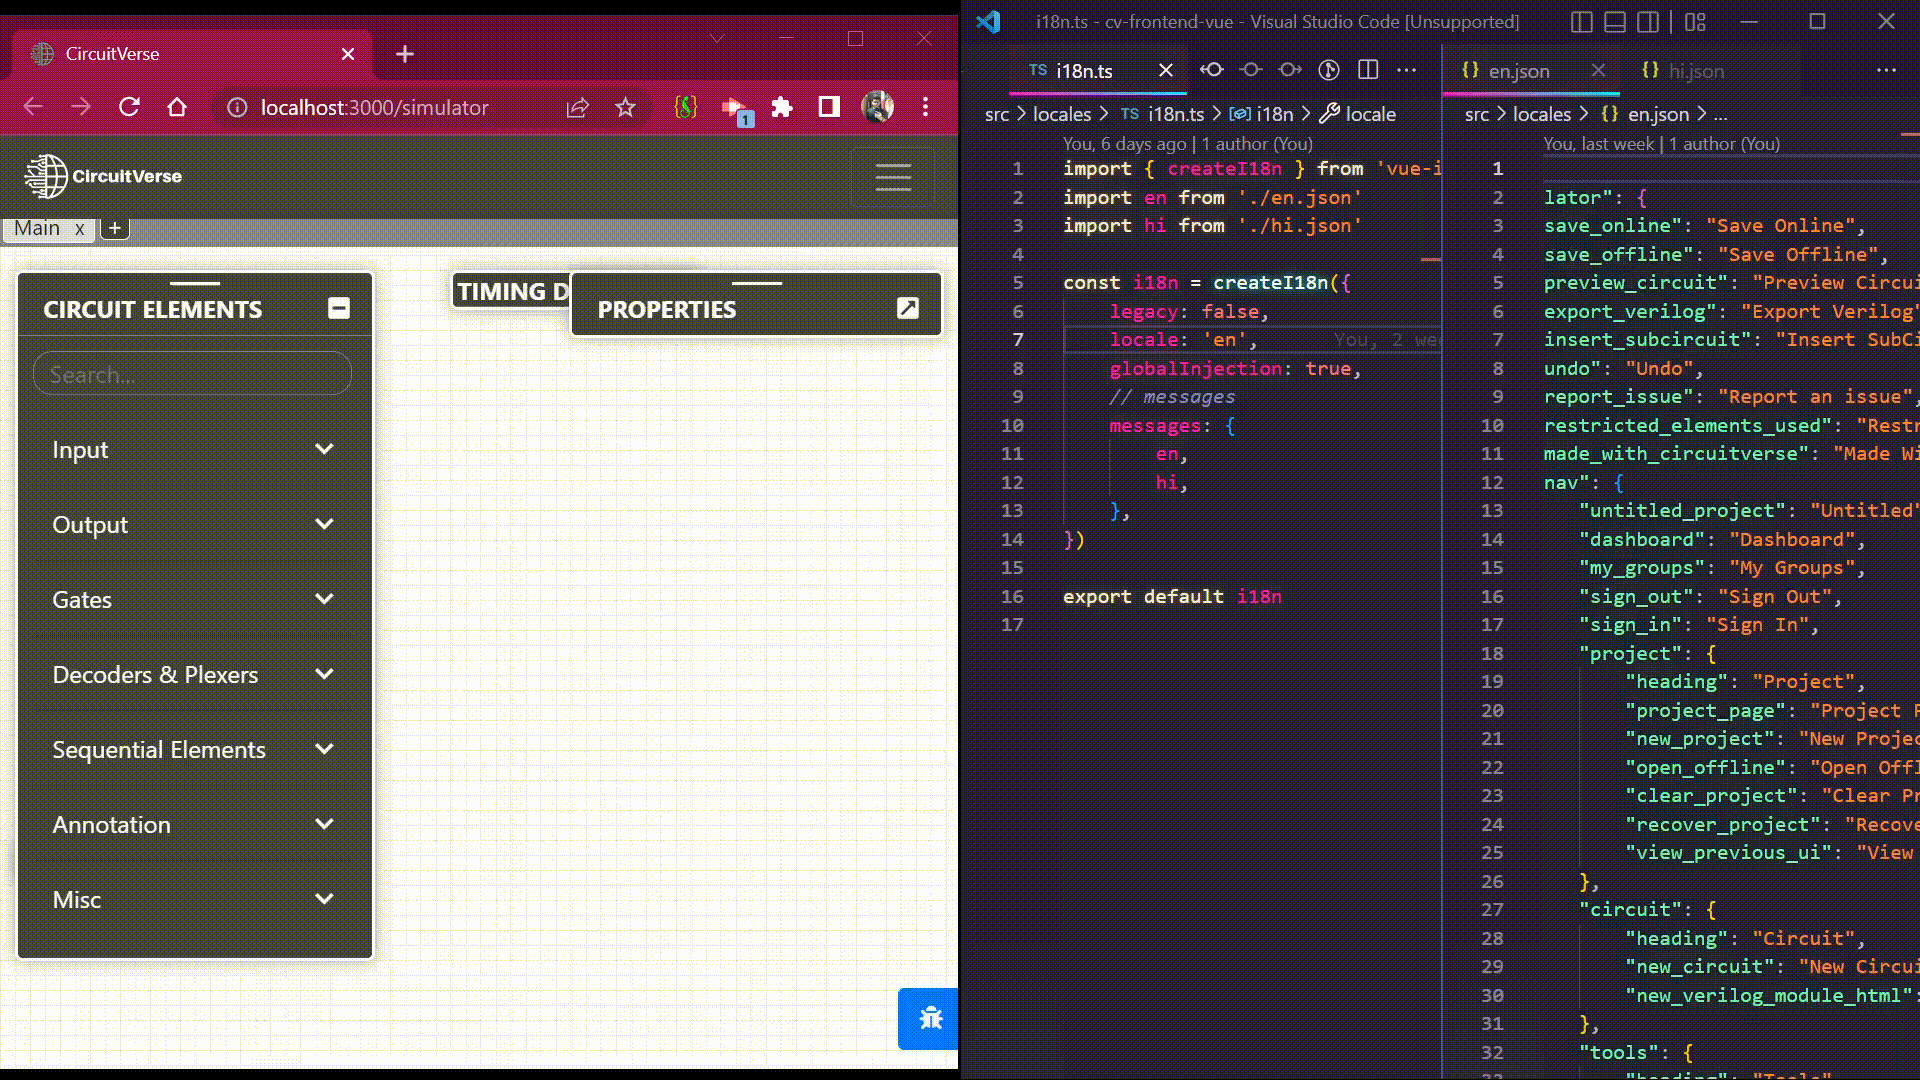 CircuitVerse
localhost:3000/simulator
1
CircuitVerse
Main x +
CIRCUIT ELEMENTS
Search...
Input
Output
Gates
Decoders & Plexers
Sequential Elements
Annotation
Misc
TIMING D
PROPERTIES
i18n.ts - cv-frontend-vue - Visual Studio Code [Unsupported]
TS i18n.ts
src > locales > TS i18n.ts > i18n > locale
You, 6 days ago | 1 author (You)
1 import { createI18n } from 'vue-i
2 import en from './en.json'
3 import hi from './hi.json'
4
5 const i18n = createI18n({
6 legacy: false,
7 locale: 'en', You, 2 wee
8 globalInjection: true,
9 // messages
10 messages: {
11 en,
12 hi,
13 },
14 })
15
16 export default i18n
17
{} en.json
{} hi.json
src > locales > {} en.json > ...
You, last week | 1 author (You)
1
2 lator": {
3 save_online": "Save Online",
4 save_offline": "Save Offline",
5 preview_circuit": "Preview Circui
6 export_verilog": "Export Verilog"
7 insert_subcircuit": "Insert SubCi
8 undo": "Undo",
9 report_issue": "Report an issue",
10 restricted_elements_used": "Restr
11 made_with_circuitverse": "Made Wi
12 nav": {
13 "untitled_project": "Untitled"
14 "dashboard": "Dashboard",
15 "my_groups": "My Groups",
16 "sign_out": "Sign Out",
17 "sign_in": "Sign In",
18 "project": {
19 "heading": "Project",
20 "project_page": "Project P
21 "new_project": "New Projec
22 "open_offline": "Open Offl
23 "clear_project": "Clear Pr
24 "recover_project": "Recove
25 "view_previous_ui": "View
26 },
27 "circuit": {
28 "heading": "Circuit",
29 "new_circuit": "New Circui
30 "new_verilog_module_html":
31 },
32 "tools": {